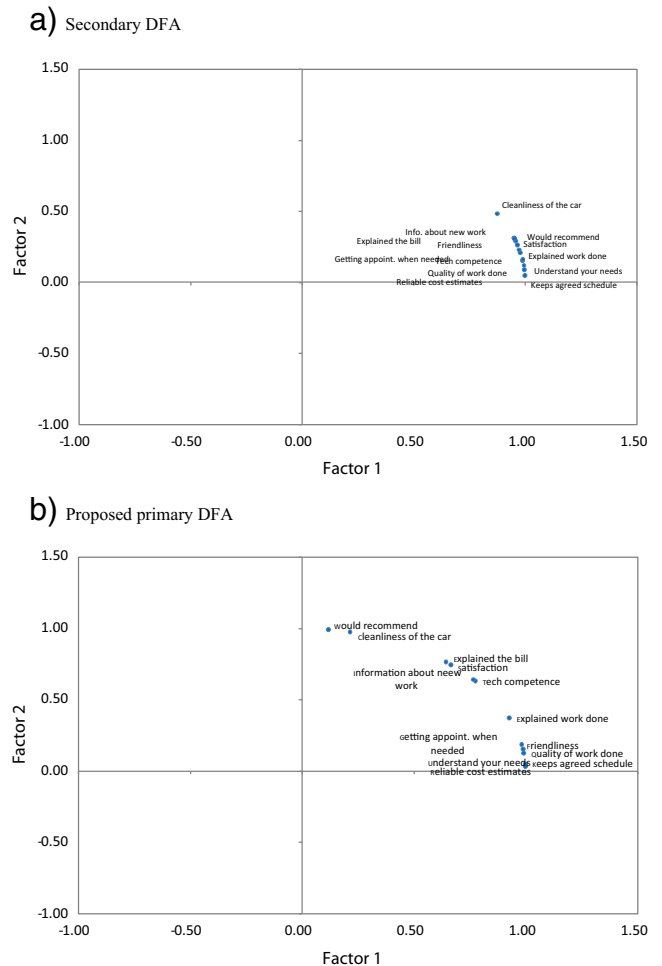 a) Secondary DFA
1.50
1.00
0.50
0.00
-0.50
-1.00
Factor 2
Cleanliness of the car
Info. about new work
Would recommend
Explained the bill
Friendliness
Satisfaction
Getting appoint. when needed
Tech competence
Explained work done
Quality of work done
Understand your needs
Reliable cost estimates
Keeps agreed schedule
-1.00 -0.50 0.00 0.50 1.00 1.50
Factor 1
b) Proposed primary DFA
1.50
1.00
0.50
0.00
-0.50
-1.00
Factor 2
Would recommend
Cleanliness of the car
Explained the bill
Satisfaction
Information about neew
work
Tech competence
Explained work done
Getting appoint. when
needed
Friendliness
Quality of work done
Understand your needs
Keeps agreed schedule
Reliable cost estimates
-1.00 -0.50 0.00 0.50 1.00 1.50
Factor 1